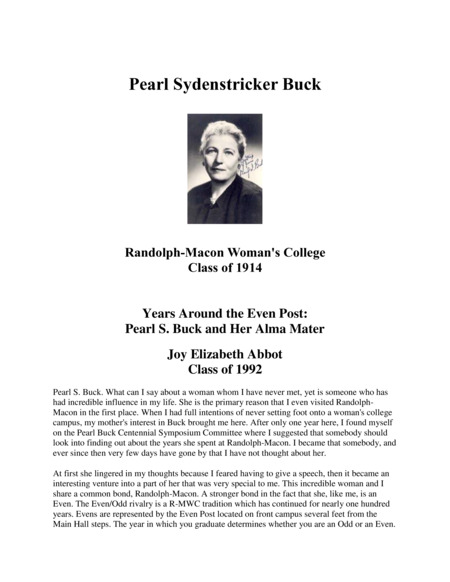 Pearl Sydenstricker Buck
Randolph-Macon Woman's College
Class of 1914
Years Around the Even Post:
Pearl S. Buck and Her Alma Mater
Joy Elizabeth Abbot
Class of 1992
Pearl S. Buck. What can I say about a woman whom I have never met, yet is someone who has
had incredible influence in my life. She is the primary reason that I even visited Randolph-
Macon in the first place. When I had full intentions of never setting foot onto a woman's college
campus, my mother's interest in Buck brought me here. After only one year here, I found myself
on the Pearl Buck Centennial Symposium Committee where I suggested that somebody should
look into finding out about the years she spent at Randolph-Macon. I became that somebody, and
ever since then very few days have gone by that I have not thought about her.
At first she lingered in my thoughts because I feared having to give a speech, then it became an
interesting venture into a part of her that was very special to me. This incredible woman and I
share a common bond, Randolph-Macon. A stronger bond in the fact that she, like me, is an
Even. The Even/Odd rivalry is a R-MWC tradition which has continued for nearly one hundred
years. Evens are represented by the Even Post located on front campus several feet from the
Main Hall steps. The year in which you graduate determines whether you are an Odd or an Even.